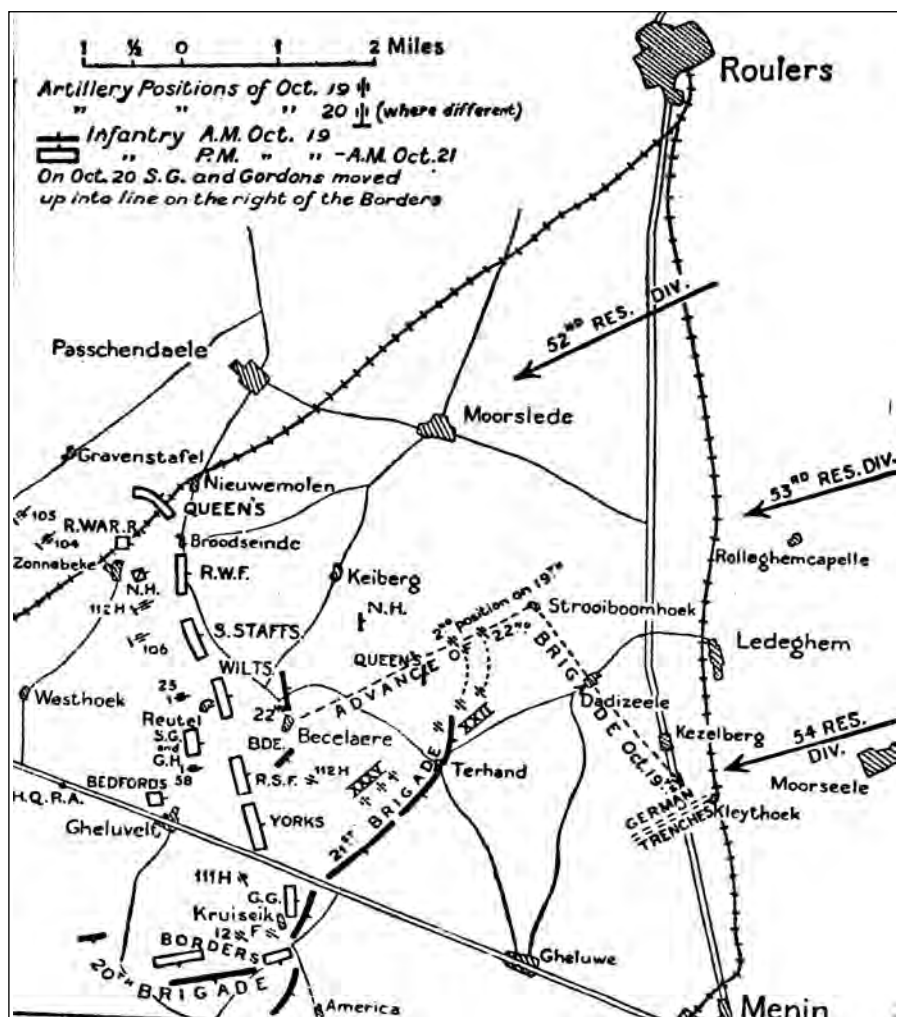 1 ½ 0 1 2 Miles
Artillery Positions of Oct. 19
" " " 20 (where different)
Infantry A.M. Oct. 19
" P.M. " " -A.M. Oct. 21
On Oct. 20 S.G. and Gordons moved
up into line on the right of the Borders
Roulers
52ND RES. DIV.
Passchendaele
Moorslede
Gravenstafel
Nieuwemolen
QUEEN'S
53RD RES. DIV.
105
R.WAR.R.
104
Broodseinde
Rolleghemcapelle
Zonnebeke
R.W.F.
Keiberg
N.H.
112H
N.H.
2ND position on 19TH
Strooiboomhoek
S. STAFFS
106
22ND
BRIGADE OCT. 19TH
Ledeghem
WILTS
QUEEN'S
ADVANCE
Westhoek
25
22ND
BDE.
Dadizeele
Reutel
Becelaere
XXII
Kezelberg
54 RES.
DIV.
S.G.
and
G.H.
58
R.S.F.
112H
XXXV
Terhand
Moorseele
BEDFORDS
H.Q.R.A.
GERMAN
TRENCHES
Kleythoek
Gheluvelt
YORKS
21ST BRIGADE
111H
G.G.
Kruiseik
12 F
BORDERS
Gheluwe
20TH BRIGADE
America
Menin